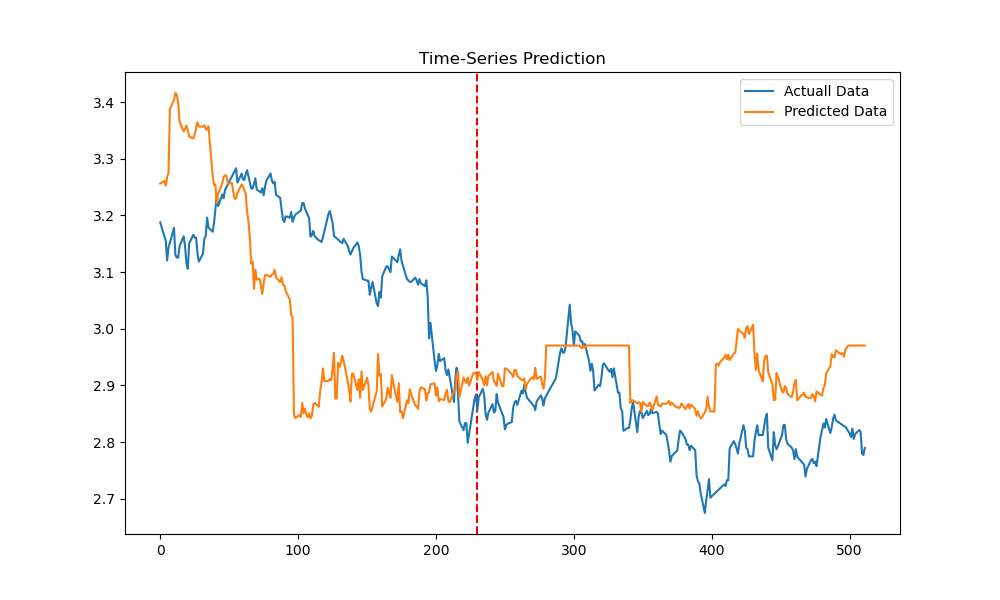 Time-Series Prediction
Actuall Data
Predicted Data
3.4
3.3
3.2
3.1
3.0
2.9
2.8
2.7
0 100 200 300 400 500